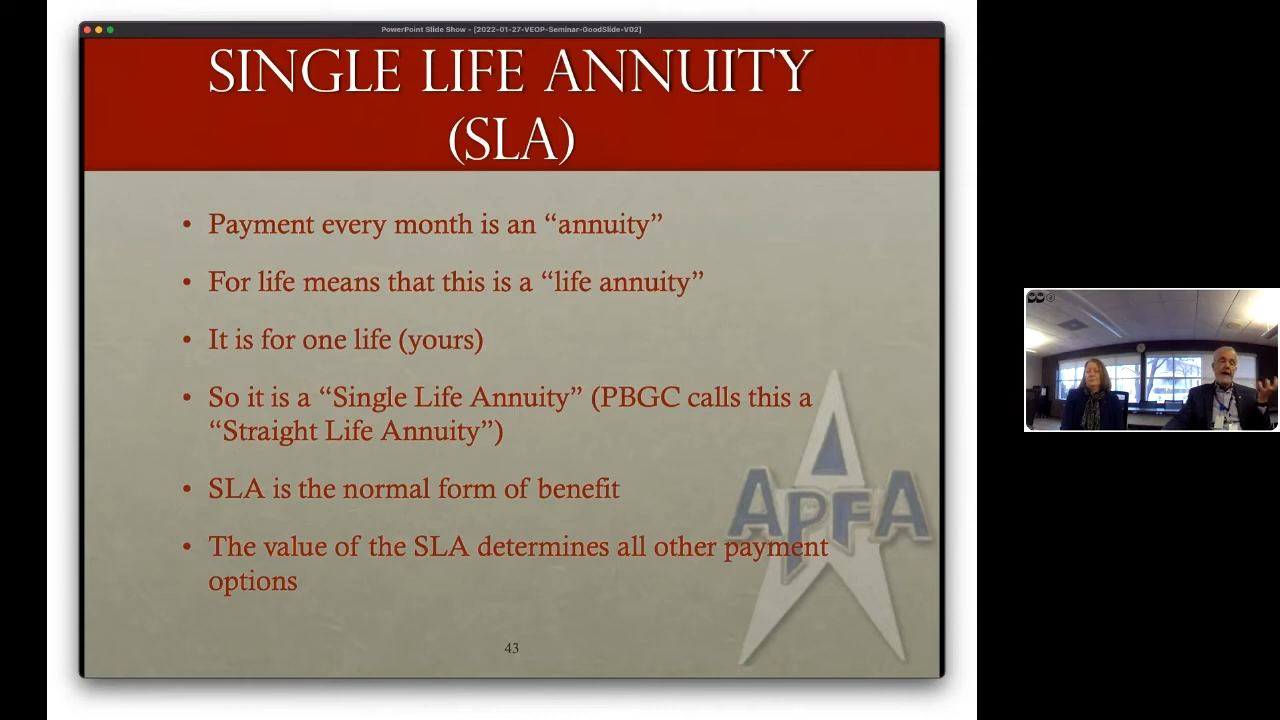 PowerPoint Slide Show - [2022-01-27-VEOP-Seminar-GoodSlide-V02]
SINGLE LIFE ANNUITY
(SLA)
• Payment every month is an “annuity”
• For life means that this is a “life annuity”
• It is for one life (yours)
• So it is a “Single Life Annuity” (PBGC calls this a
“Straight Life Annuity”)
• SLA is the normal form of benefit
• The value of the SLA determines all other payment
options
APFA
43